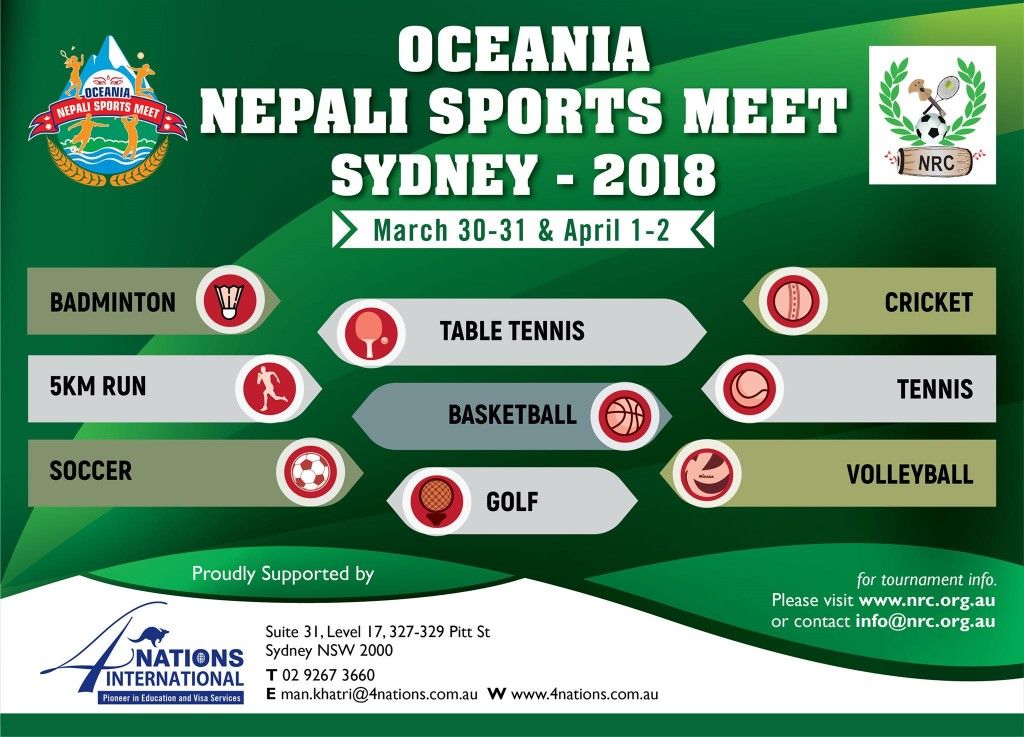 OCEANIA
NEPALI SPORTS MEET
SYDNEY - 2018
March 30-31 & April 1-2
OCEANIA
NEPALI SPORTS MEET
NRC
BADMINTON
TABLE TENNIS
CRICKET
5KM RUN
BASKETBALL
TENNIS
SOCCER
GOLF
VOLLEYBALL
MIKASA
Proudly Supported by
4 NATIONS
INTERNATIONAL
Pioneer in Education and Visa Services
Suite 31, Level 17, 327-329 Pitt St
Sydney NSW 2000
T 02 9267 3660
E man.khatri@4nations.com.au W www.4nations.com.au
for tournament info.
Please visit www.nrc.org.au
or contact info@nrc.org.au